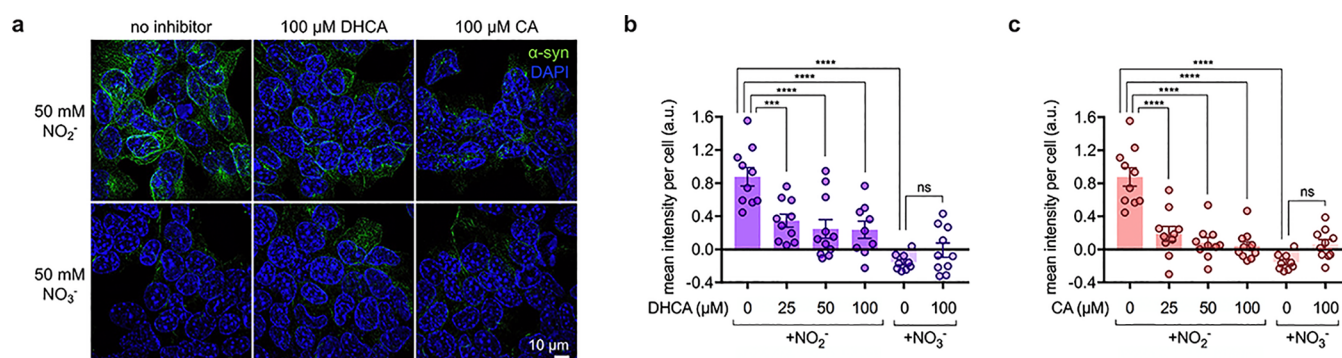 a
no inhibitor
100 µM DHCA
100 µM CA
α-syn
DAPI
50 mM
NO₂⁻
50 mM
NO₃⁻
10 µm
b
****
****
****
***
ns
mean intensity per cell (a.u.)
1.6
1.2
0.8
0.4
0.0
-0.4
DHCA (µM) 0 25 50 100 0 100
+NO₂⁻ +NO₃⁻
c
****
****
****
****
ns
mean intensity per cell (a.u.)
1.6
1.2
0.8
0.4
0.0
-0.4
CA (µM) 0 25 50 100 0 100
+NO₂⁻ +NO₃⁻